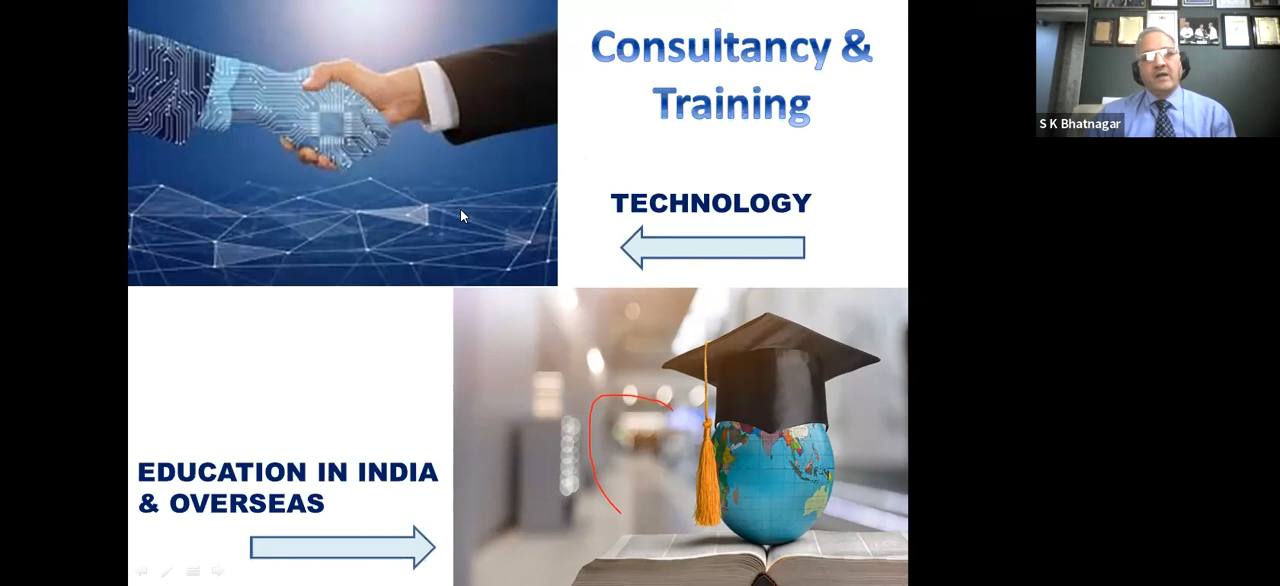 Consultancy &
Training
S K Bhatnagar
TECHNOLOGY
EDUCATION IN INDIA
& OVERSEAS